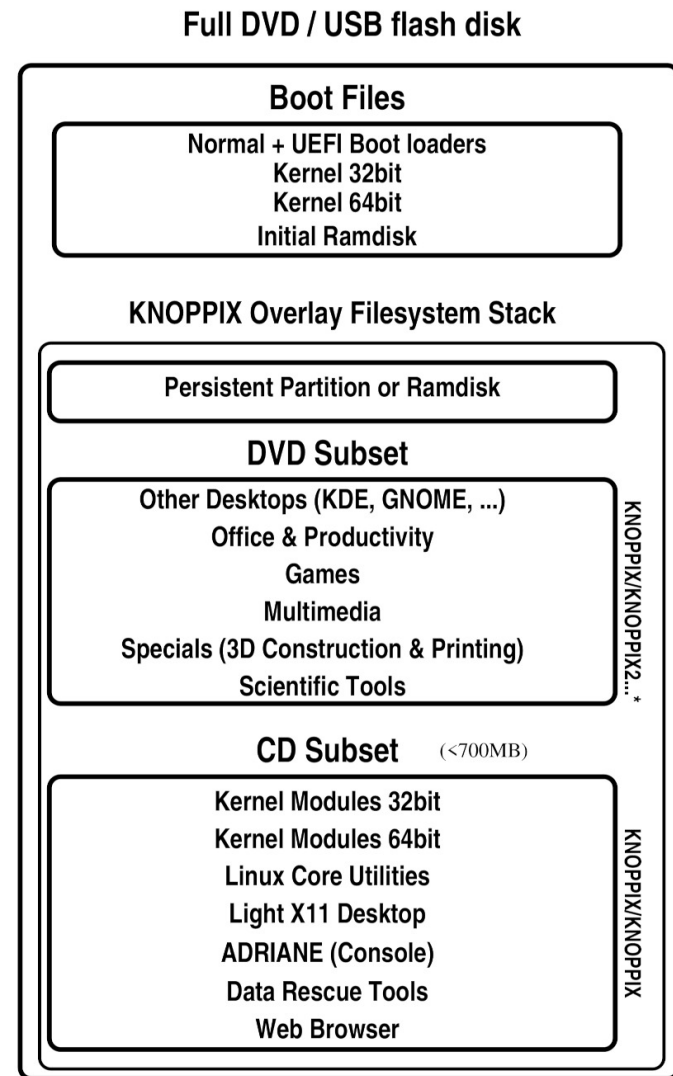 Full DVD / USB flash disk
Boot Files
Normal + UEFI Boot loaders
Kernel 32bit
Kernel 64bit
Initial Ramdisk
KNOPPIX Overlay Filesystem Stack
Persistent Partition or Ramdisk
DVD Subset
Other Desktops (KDE, GNOME, ...)
Office & Productivity
Games
Multimedia
Specials (3D Construction & Printing)
Scientific Tools
KNOPPIX/KNOPPIX2... *
CD Subset (<700MB)
Kernel Modules 32bit
Kernel Modules 64bit
Linux Core Utilities
Light X11 Desktop
ADRIANE (Console)
Data Rescue Tools
Web Browser
KNOPPIX/KNOPPIX